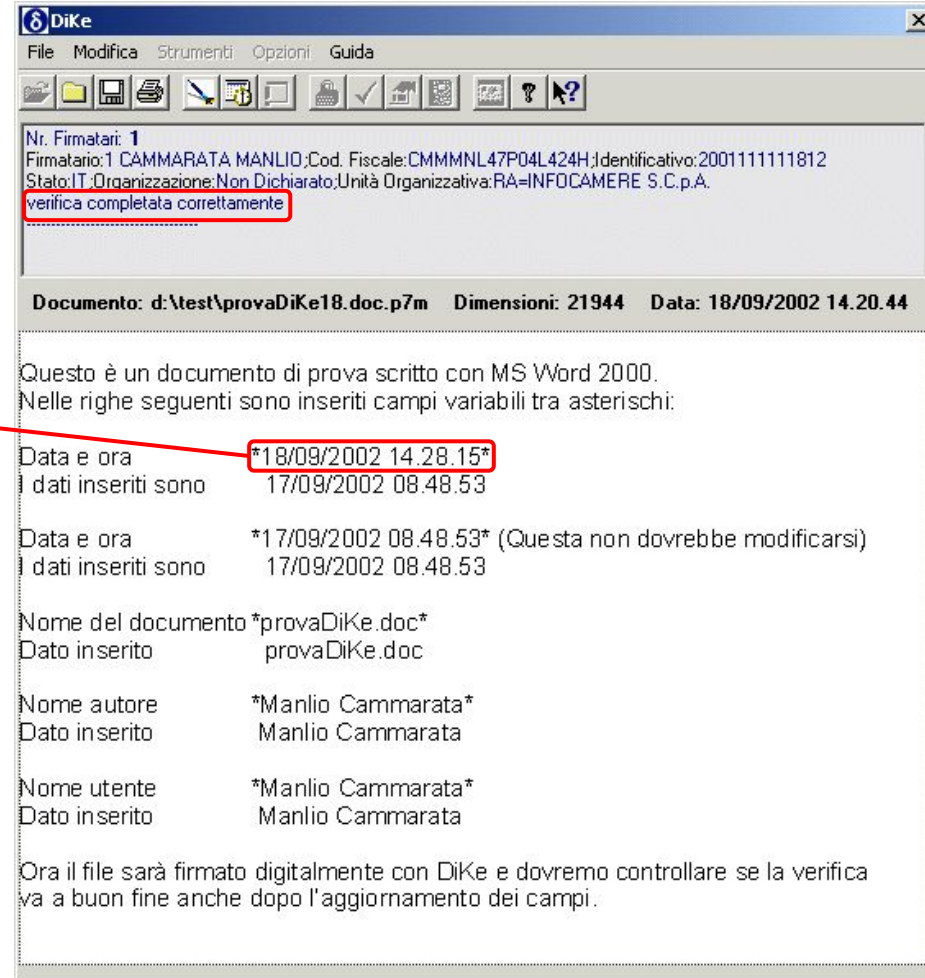 DiKe
File Modifica Strumenti Opzioni Guida
Nr. Firmatari: 1
Firmatario:1 CAMMARATA MANLIO;Cod. Fiscale:CMMMNL47P04L424H;Identificativo:2001111111812
Stato:IT;Organizzazione:Non Dichiarato;Unità Organizzativa:RA=INFOCAMERE S.C.p.A.
verifica completata correttamente
----------------------------------
Documento: d:\test\provaDiKe18.doc.p7m Dimensioni: 21944 Data: 18/09/2002 14.20.44
Questo è un documento di prova scritto con MS Word 2000.
Nelle righe seguenti sono inseriti campi variabili tra asterischi:
Data e ora *18/09/2002 14.28.15*
I dati inseriti sono 17/09/2002 08.48.53
Data e ora *17/09/2002 08.48.53* (Questa non dovrebbe modificarsi)
I dati inseriti sono 17/09/2002 08.48.53
Nome del documento *provaDiKe.doc*
Dato inserito provaDiKe.doc
Nome autore *Manlio Cammarata*
Dato inserito Manlio Cammarata
Nome utente *Manlio Cammarata*
Dato inserito Manlio Cammarata
Ora il file sarà firmato digitalmente con DiKe e dovremo controllare se la verifica
va a buon fine anche dopo l'aggiornamento dei campi.